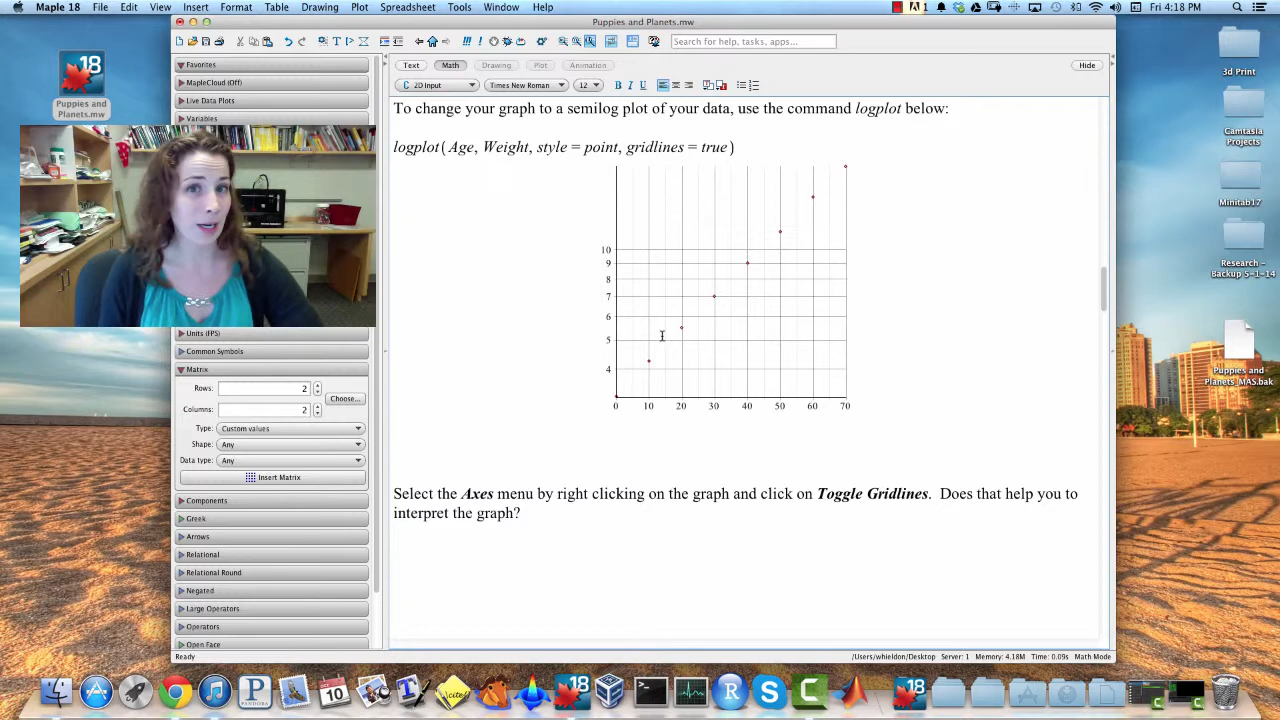 Maple 18 File Edit View Insert Format Table Drawing Plot Spreadsheet Tools Window Help
1 Fri 4:18 PM
Puppies and Planets.mw
Search for help, tasks, apps...
Favorites
MapleCloud (Off)
Live Data Plots
Variables
Text Math Drawing Plot Animation Hide
2D Input Times New Roman 12 B I U
18
Puppies and
Planets.mw
To change your graph to a semilog plot of your data, use the command logplot below:
logplot( Age, Weight, style = point, gridlines = true )
10
9
8
7
6
5
4
0 10 20 30 40 50 60 70
Select the Axes menu by right clicking on the graph and click on Toggle Gridlines. Does that help you to
interpret the graph?
Units (FPS)
Common Symbols
Matrix
Rows: 2
Columns: 2
Choose...
Type: Custom values
Shape: Any
Data type: Any
Insert Matrix
Components
Greek
Arrows
Relational
Relational Round
Negated
Large Operators
Operators
Open Face
Ready
/Users/whieldon/Desktop Server: 1 Memory: 4.18M Time: 0.09s Math Mode
3d Print
Camtasia
Projects
Minitab17
Research -
Backup 5-1-14
Puppies and
Planets_MAS.bak